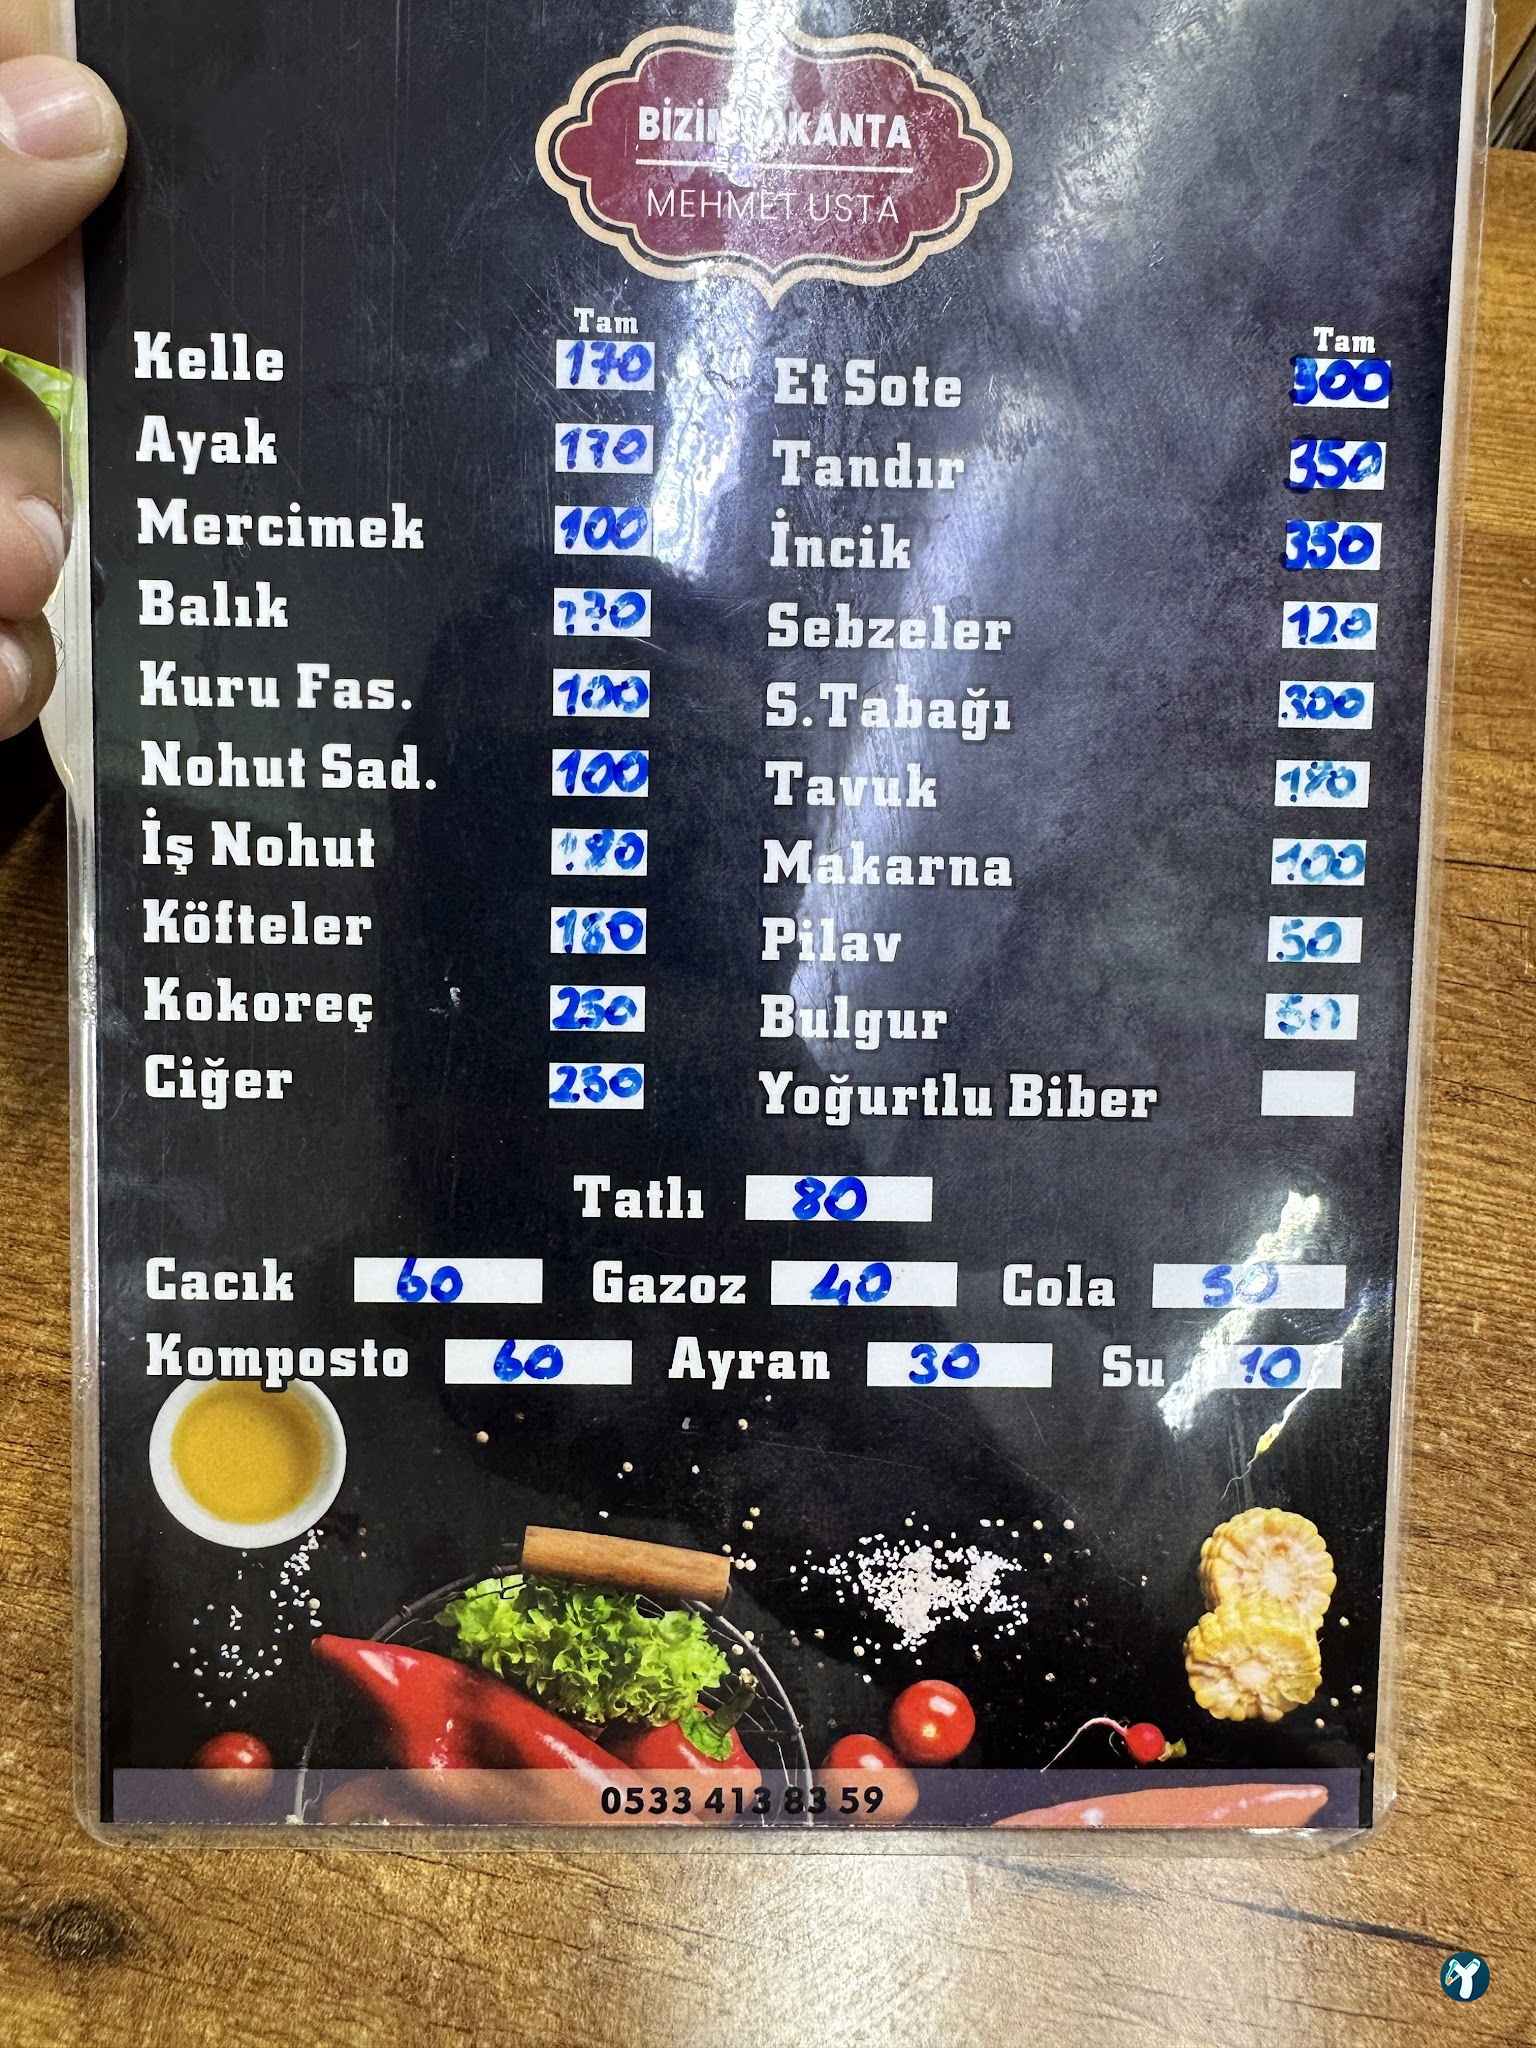 BİZİM LOKANTA
MEHMET USTA
Tam
Kelle 170
Ayak 170
Mercimek 100
Balık
Kuru Fas. 100
Nohut Sad. 100
İş Nohut 180
Köfteler 180
Kokoreç 250
Ciğer 250
Tam
Et Sote 300
Tandır 350
İncik 350
Sebzeler 120
S.Tabağı 300
Tavuk
Makarna 100
Pilav 50
Bulgur 50
Yoğurtlu Biber
Tatlı 80
Cacık 60 Gazoz 40 Cola 50
Komposto 60 Ayran 30 Su 10
0533 413 83 59